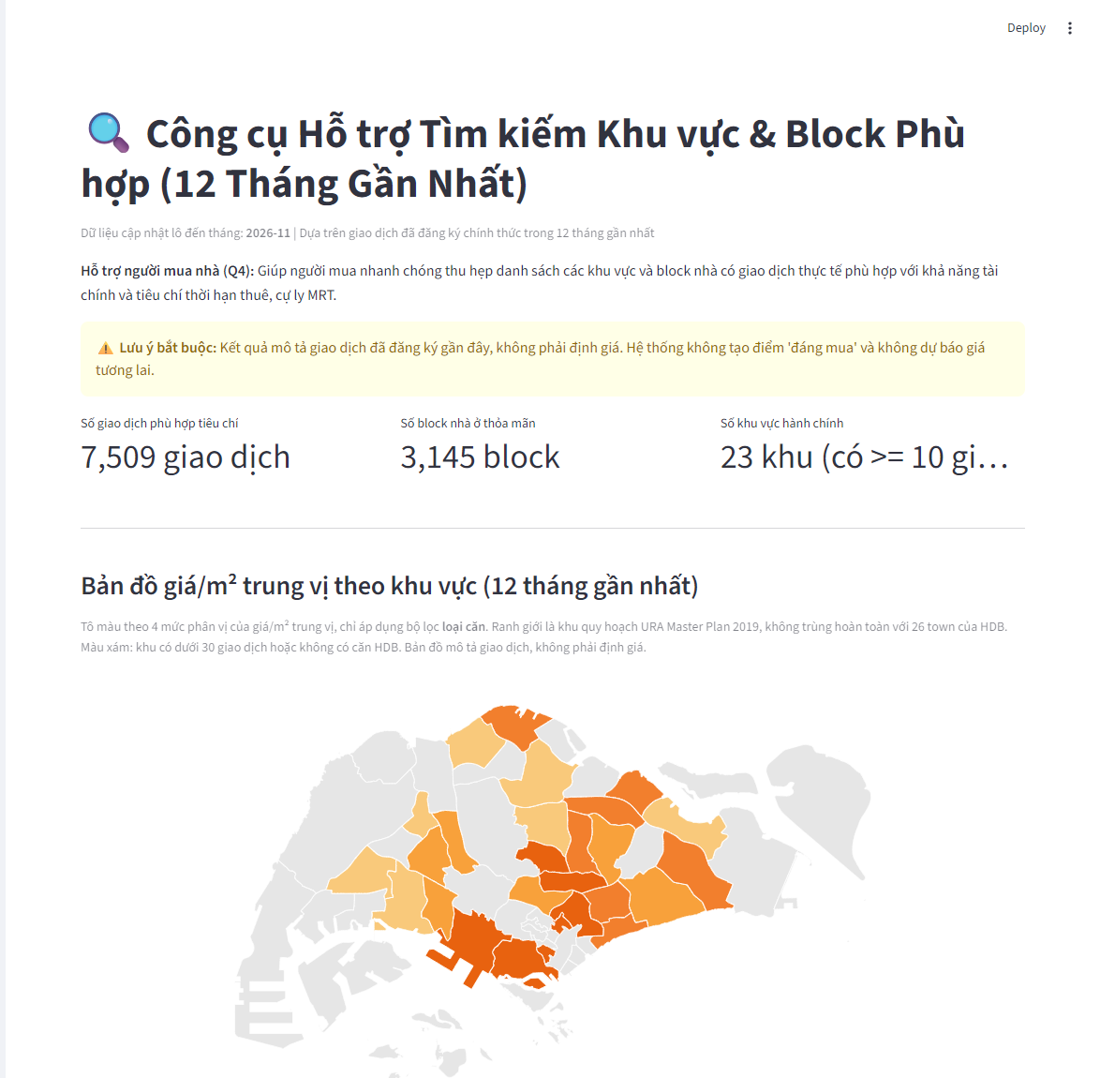 Deploy
Công cụ Hỗ trợ Tìm kiếm Khu vực & Block Phù
hợp (12 Tháng Gần Nhất)
Dữ liệu cập nhật lô đến tháng: 2026-11 | Dựa trên giao dịch đã đăng ký chính thức trong 12 tháng gần nhất
Hỗ trợ người mua nhà (Q4): Giúp người mua nhanh chóng thu hẹp danh sách các khu vực và block nhà có giao dịch thực tế phù hợp với khả năng tài
chính và tiêu chí thời hạn thuê, cự ly MRT.
Lưu ý bắt buộc: Kết quả mô tả giao dịch đã đăng ký gần đây, không phải định giá. Hệ thống không tạo điểm 'đáng mua' và không dự báo giá
tương lai.
Số giao dịch phù hợp tiêu chí
7,509 giao dịch
Số block nhà ở thỏa mãn
3,145 block
Số khu vực hành chính
23 khu (có >= 10 gi…
Bản đồ giá/m² trung vị theo khu vực (12 tháng gần nhất)
Tô màu theo 4 mức phân vị của giá/m² trung vị, chỉ áp dụng bộ lọc loại căn. Ranh giới là khu quy hoạch URA Master Plan 2019, không trùng hoàn toàn với 26 town của HDB.
Màu xám: khu có dưới 30 giao dịch hoặc không có căn HDB. Bản đồ mô tả giao dịch, không phải định giá.